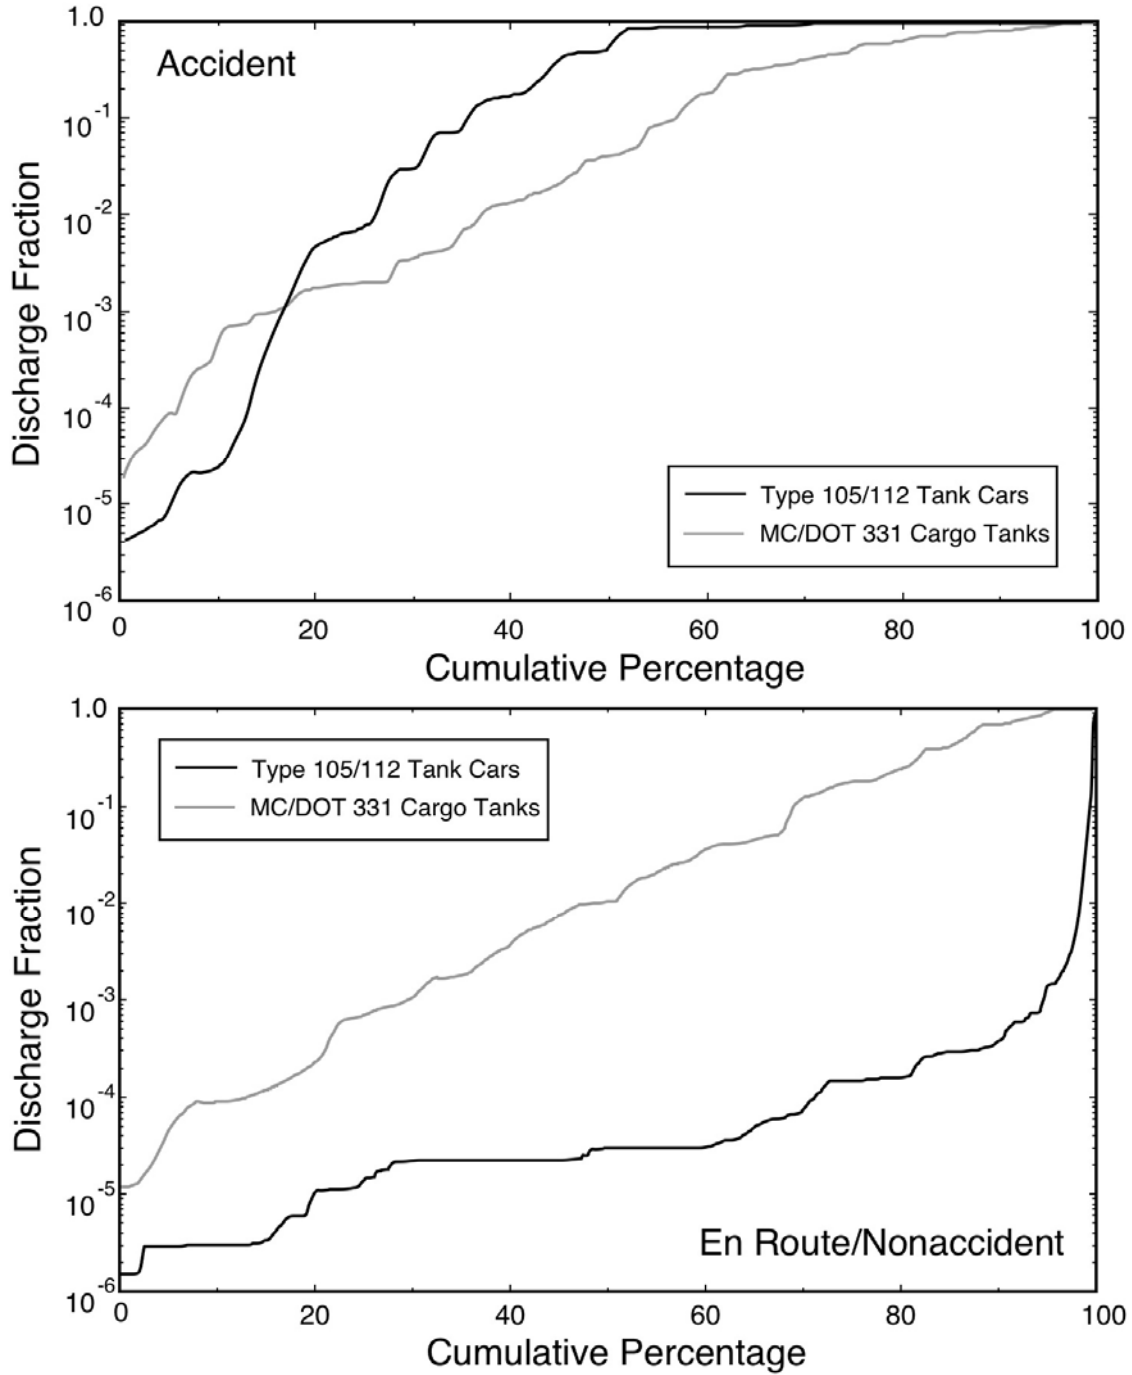 Accident
1.0
10-1
10-2
10-3
10-4
10-5
10-6
Discharge Fraction
Type 105/112 Tank Cars
MC/DOT 331 Cargo Tanks
0 20 40 60 80 100
Cumulative Percentage
1.0
10-1
10-2
10-3
10-4
10-5
10-6
Discharge Fraction
Type 105/112 Tank Cars
MC/DOT 331 Cargo Tanks
En Route/Nonaccident
0 20 40 60 80 100
Cumulative Percentage